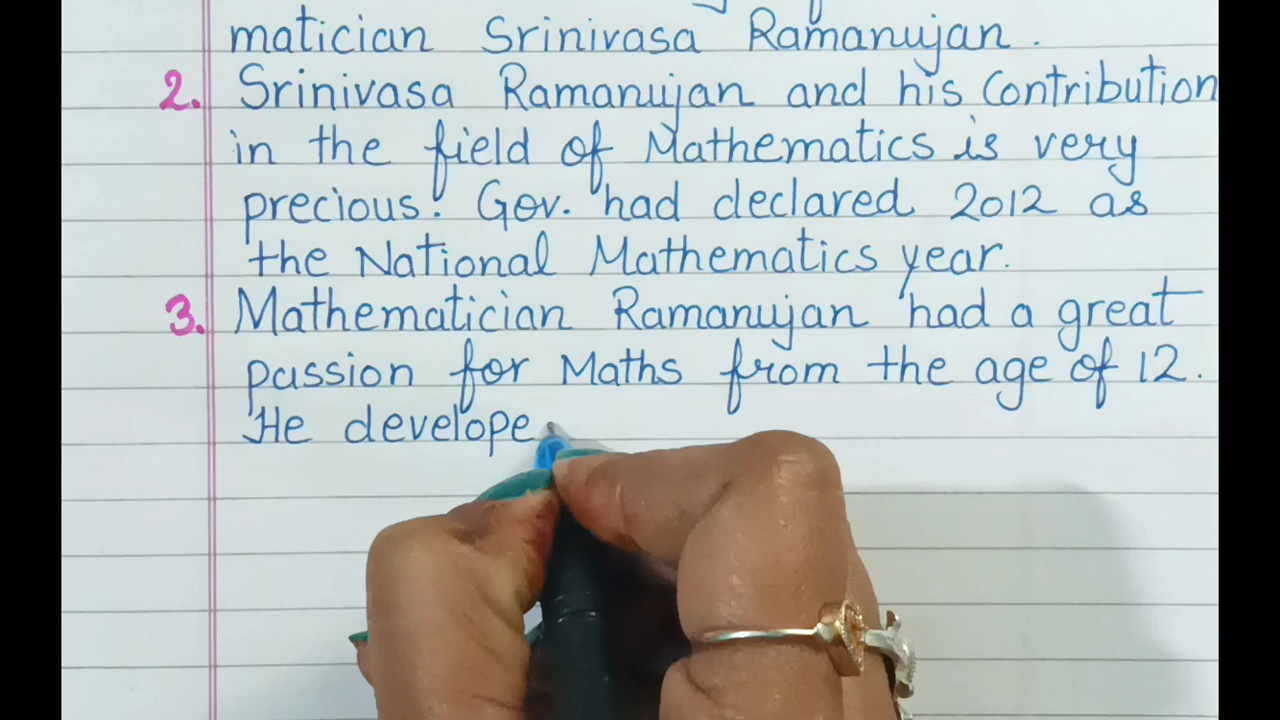 matician Srinivasa Ramanujan.
2. Srinivasa Ramanujan and his Contribution
in the field of Mathematics is very
precious. Gov. had declared 2012 as
the National Mathematics year.
3. Mathematician Ramanujan had a great
passion for Maths from the age of 12.
He develope